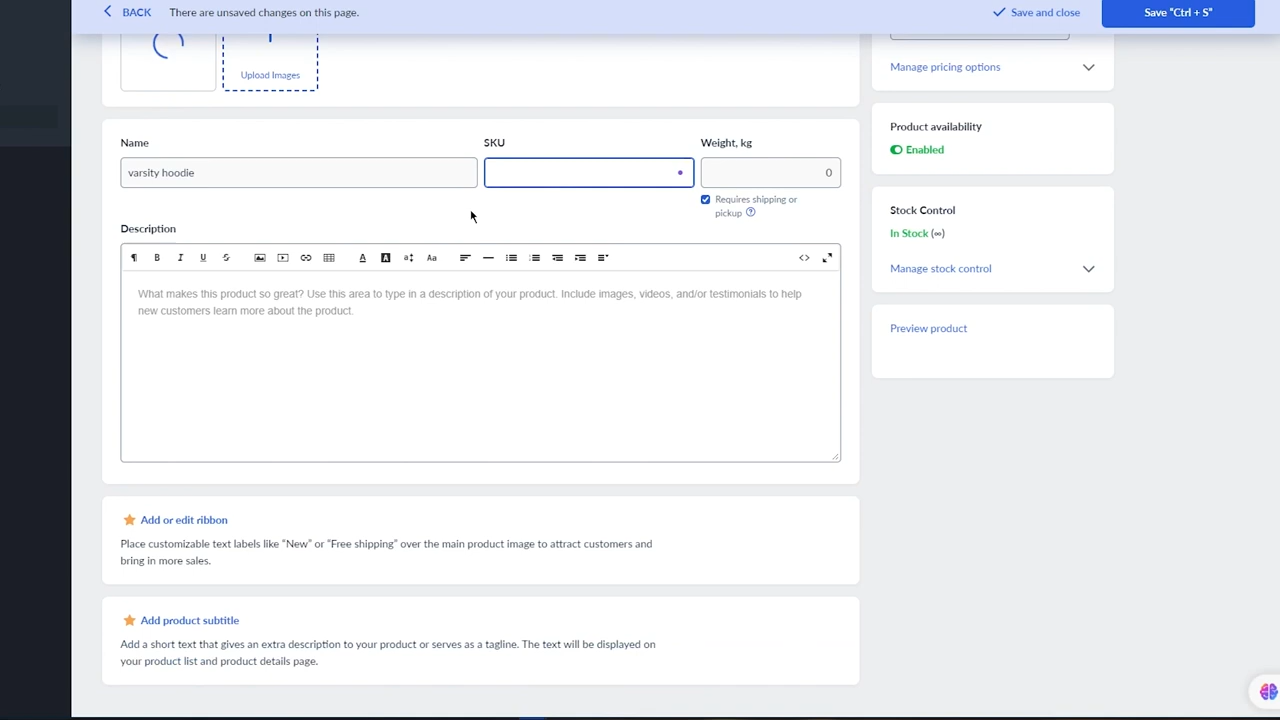 BACK There are unsaved changes on this page. Save and close Save “Ctrl + S”
Upload Images
Manage pricing options
Name SKU Weight, kg
varsity hoodie 0
Requires shipping or
pickup
Description
What makes this product so great? Use this area to type in a description of your product. Include images, videos, and/or testimonials to help
new customers learn more about the product.
Product availability
Enabled
Stock Control
In Stock (∞)
Manage stock control
Preview product
Add or edit ribbon
Place customizable text labels like “New” or “Free shipping” over the main product image to attract customers and
bring in more sales.
Add product subtitle
Add a short text that gives an extra description to your product or serves as a tagline. The text will be displayed on
your product list and product details page.